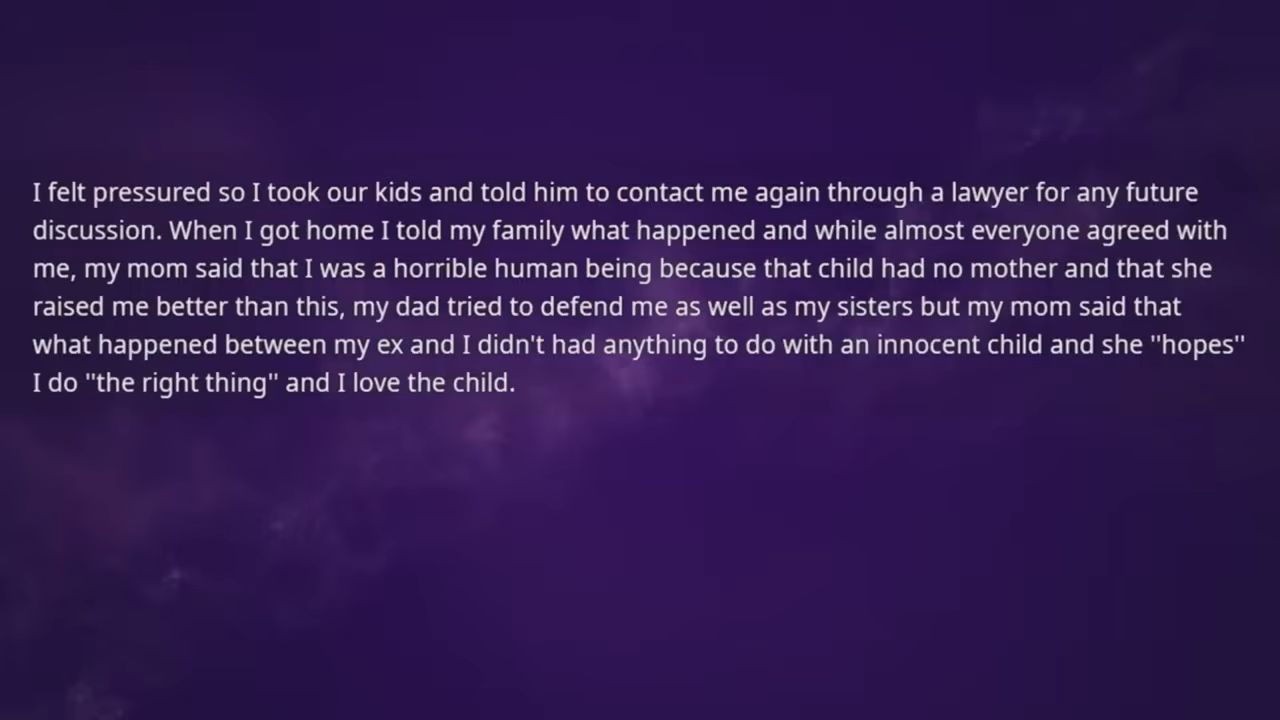 I felt pressured so I took our kids and told him to contact me again through a lawyer for any future
discussion. When I got home I told my family what happened and while almost everyone agreed with
me, my mom said that I was a horrible human being because that child had no mother and that she
raised me better than this, my dad tried to defend me as well as my sisters but my mom said that
what happened between my ex and I didn't had anything to do with an innocent child and she "hopes"
I do "the right thing" and I love the child.